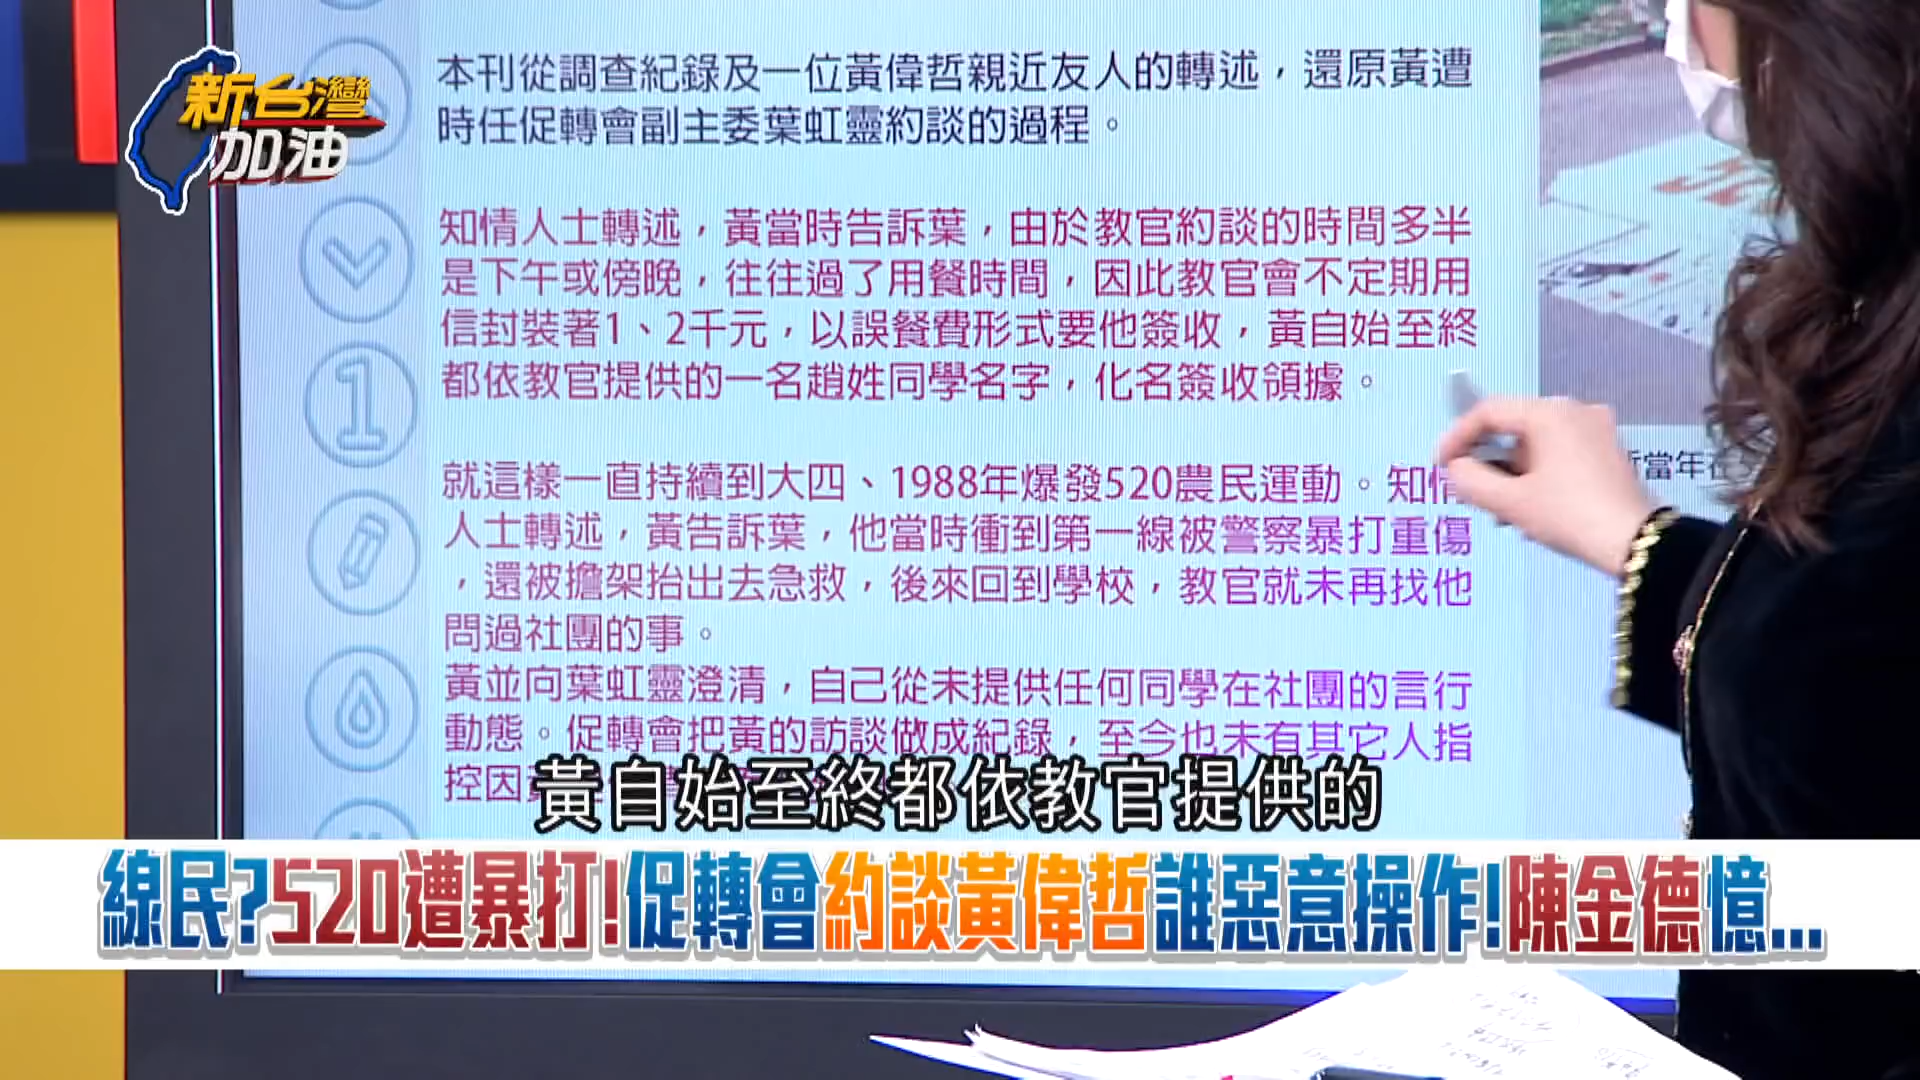 新台灣
加油
本刊從調查紀錄及一位黃偉哲親近友人的轉述，還原黃遭
時任促轉會副主委葉虹靈約談的過程。
知情人士轉述，黃當時告訴葉，由於教官約談的時間多半
是下午或傍晚，往往過了用餐時間，因此教官會不定期用
信封裝著1、2千元，以誤餐費形式要他簽收，黃自始至終
都依教官提供的一名趙姓同學名字，化名簽收領據。
就這樣一直持續到大四、1988年爆發520農民運動。知情
人士轉述，黃告訴葉，他當時衝到第一線被警察暴打重傷
，還被擔架抬出去急救，後來回到學校，教官就未再找他
問過社團的事。
黃並向葉虹靈澄清，自己從未提供任何同學在社團的言行
動態。促轉會把黃的訪談做成紀錄，至今也未有其它人指
控因黃
當年在
1
黃自始至終都依教官提供的
線民?520遭暴打!促轉會約談黃偉哲誰惡意操作!陳金德憶...